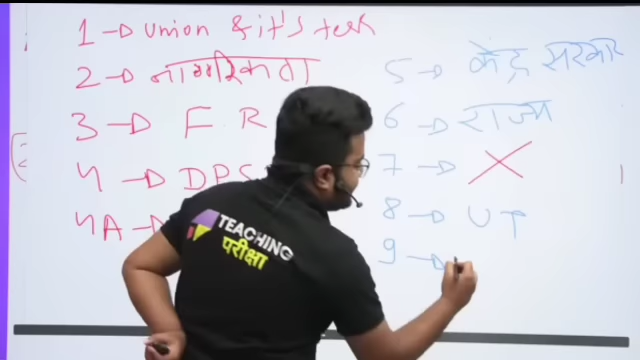 1 → Union & it's terr
2 → नागरिकता
3 → F R
4 → DPS
4A →
5 → केंद्र सरकार
6 → राज्य
7 → ✗
8 → UT
9 →
TEACHING
परीक्षा